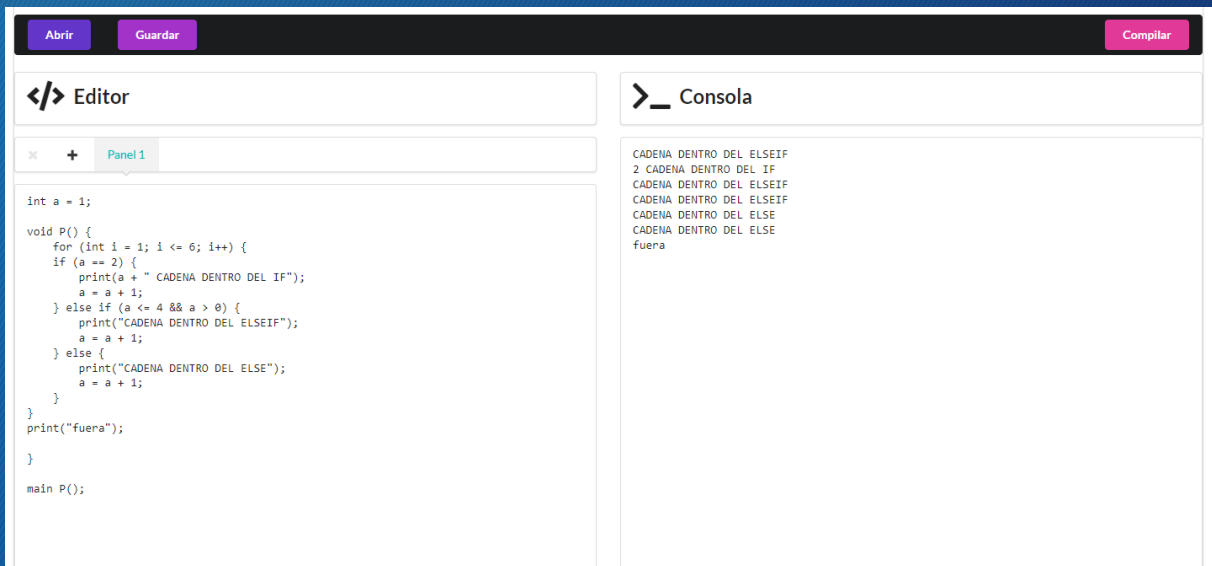 Abrir Guardar Compilar
</> Editor
>_ Consola
× + Panel 1
int a = 1;
void P() {
    for (int i = 1; i <= 6; i++) {
    if (a == 2) {
        print(a + " CADENA DENTRO DEL IF");
        a = a + 1;
    } else if (a <= 4 && a > 0) {
        print("CADENA DENTRO DEL ELSEIF");
        a = a + 1;
    } else {
        print("CADENA DENTRO DEL ELSE");
        a = a + 1;
    }
}
print("fuera");
}
main P();
CADENA DENTRO DEL ELSEIF
2 CADENA DENTRO DEL IF
CADENA DENTRO DEL ELSEIF
CADENA DENTRO DEL ELSEIF
CADENA DENTRO DEL ELSE
CADENA DENTRO DEL ELSE
fuera